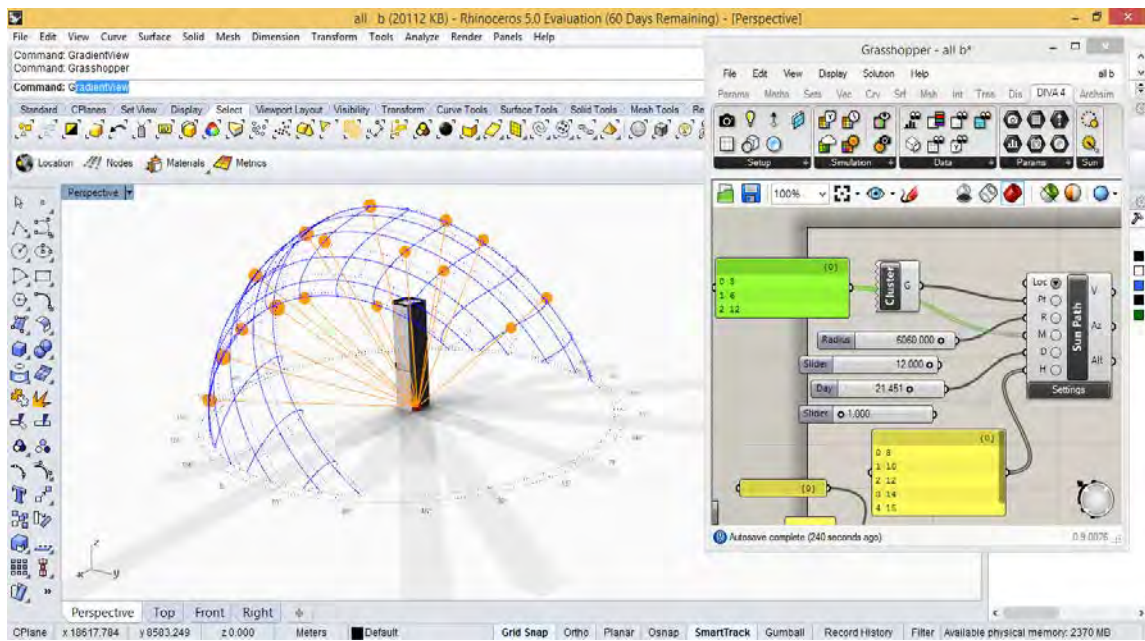 all b (20112 KB) - Rhinoceros 5.0 Evaluation (60 Days Remaining) - [Perspective]
File Edit View Curve Surface Solid Mesh Dimension Transform Tools Analyze Render Panels Help
Command: GradientView
Command: Grasshopper
Command: GradientView
Standard CPlanes Set View Display Select Viewport Layout Visibility Transform Curve Tools Surface Tools Solid Tools Mesh Tools Re
Location Nodes Materials Metrics
Perspective
Grasshopper - all b*
File Edit View Display Solution Help all b
Params Maths Sets Vec Crv Srf Msh Int Trns Dis DIVA 4 Archsim
Setup Simulation Data Params Sun
100%
{0}
0 3
1 6
2 12
Cluster G
Radius 6060.000
Slider 12.000
Day 21.451
Slider 1.000
Loc
Pt
R
M
D
H
Sun Path
V
Az
Alt
Settings
{0}
0 8
1 10
2 12
3 14
4 16
{0}
Autosave complete (240 seconds ago) 0.9.0076
z
x y
Perspective Top Front Right
CPlane x 18617.784 y 8583.249 z 0.000 Meters Default Grid Snap Ortho Planar Osnap SmartTrack Gumball Record History Filter Available physical memory: 2370 MB